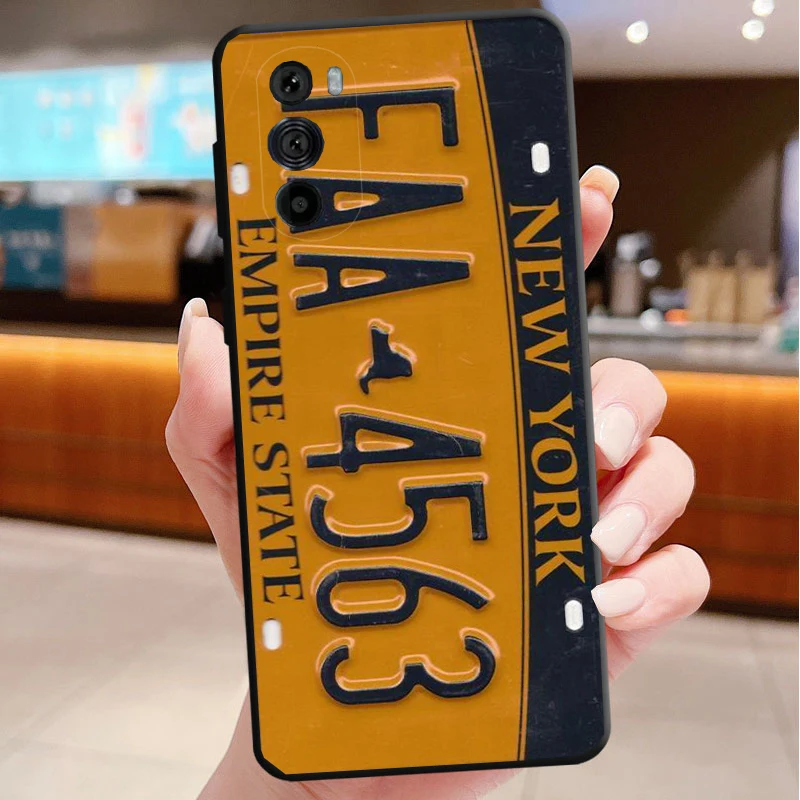 NEW YORK
FAA 4563
EMPIRE STATE